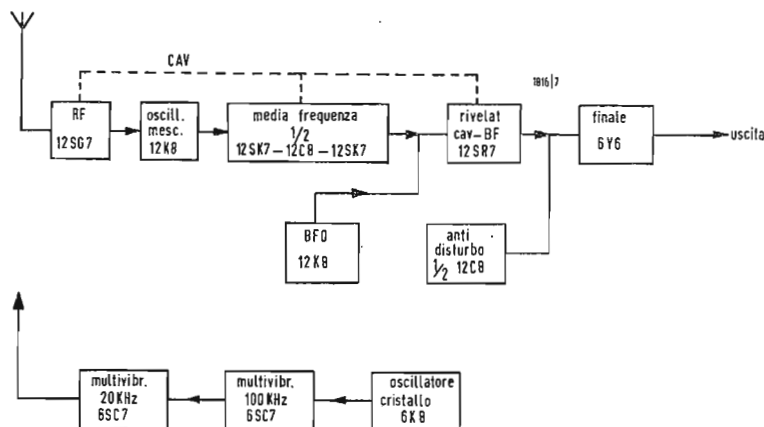 CAV
1816|7
RF
12SG7
oscill.
mesc.
12K8
media frequenza
1/2
12SK7–12C8–12SK7
rivelat
cav–BF
12SR7
finale
6Y6
uscita
BFO
12K8
anti
disturbo
1/2 12C8
multivibr.
20KHz
6SC7
multivibr.
100KHz
6SC7
oscillatore
cristallo
6K8